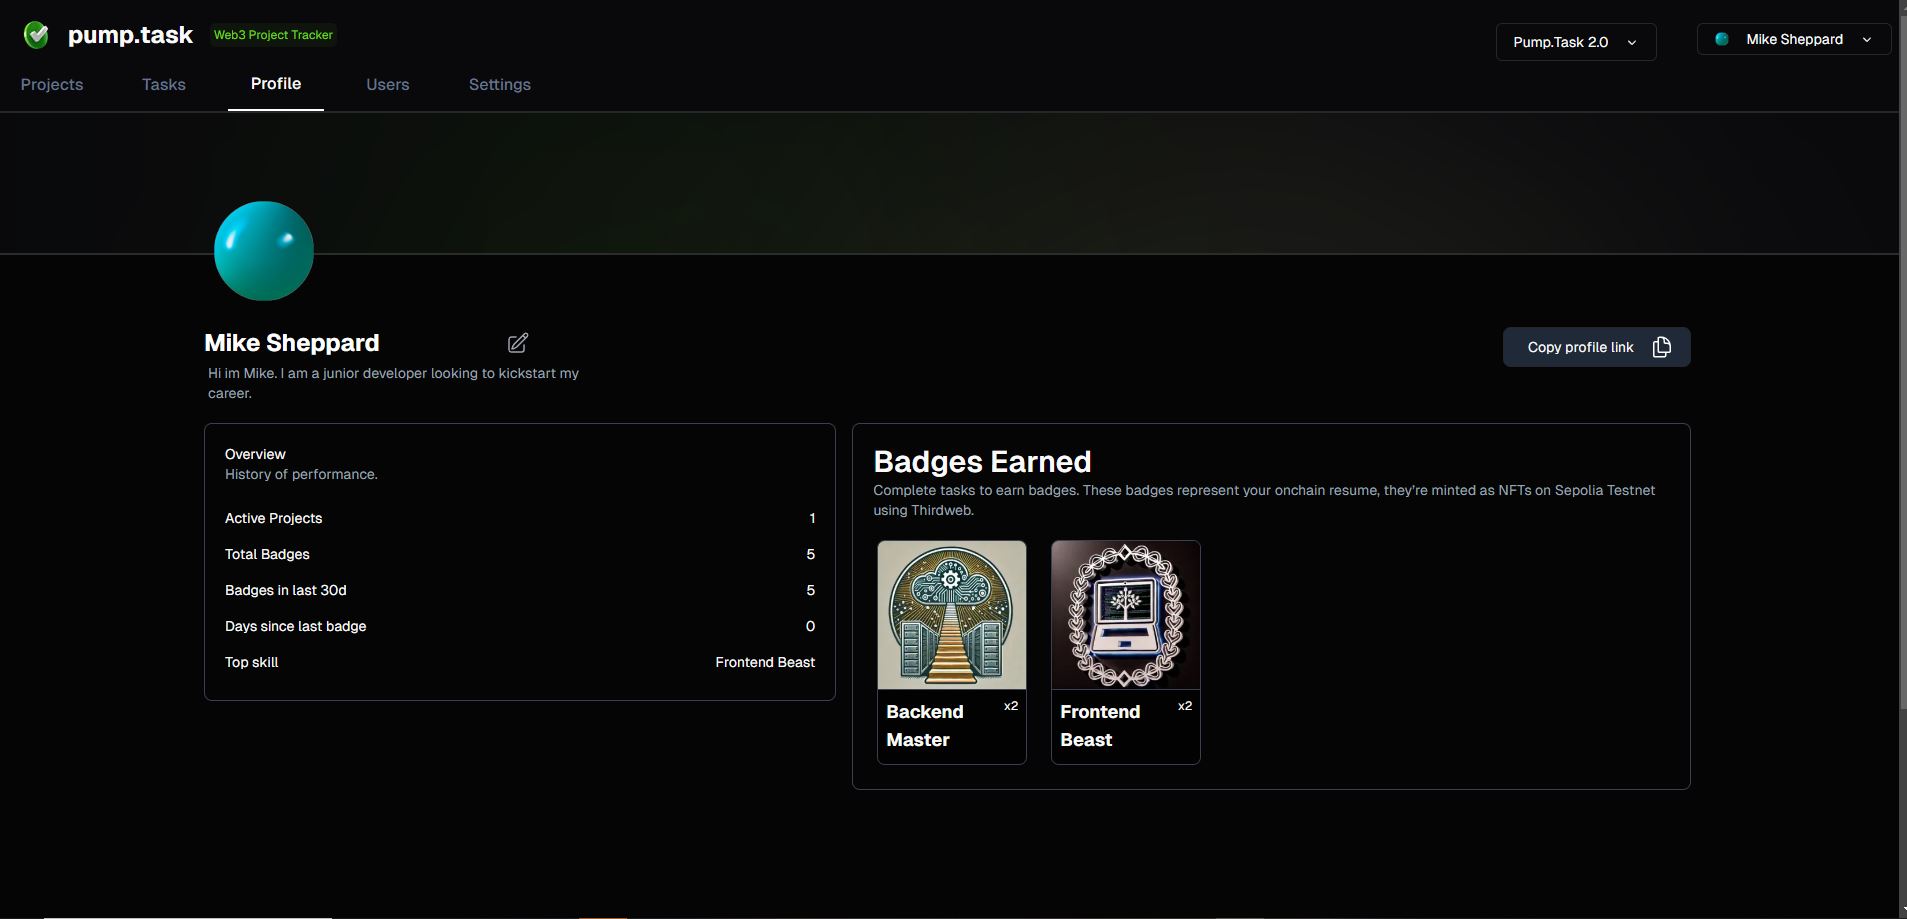 pump.task
Web3 Project Tracker
Pump.Task 2.0
Mike Sheppard
Projects
Tasks
Profile
Users
Settings
Mike Sheppard
Hi im Mike. I am a junior developer looking to kickstart my
career.
Copy profile link
Overview
History of performance.
Active Projects 1
Total Badges 5
Badges in last 30d 5
Days since last badge 0
Top skill Frontend Beast
Badges Earned
Complete tasks to earn badges. These badges represent your onchain resume, they're minted as NFTs on Sepolia Testnet
using Thirdweb.
Backend x2
Master
Frontend x2
Beast